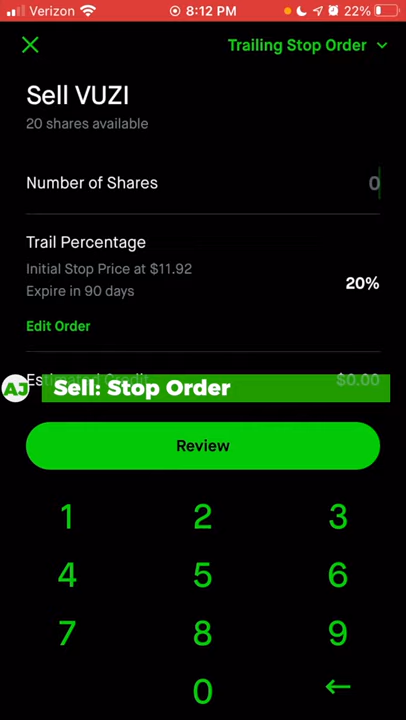 Verizon 8:12 PM 22%
Trailing Stop Order
Sell VUZI
20 shares available
Number of Shares 0
Trail Percentage
Initial Stop Price at $11.92
Expire in 90 days
20%
Edit Order
Estimated Credit $0.00
AJ Sell: Stop Order
Review
1 2 3
4 5 6
7 8 9
0 ←